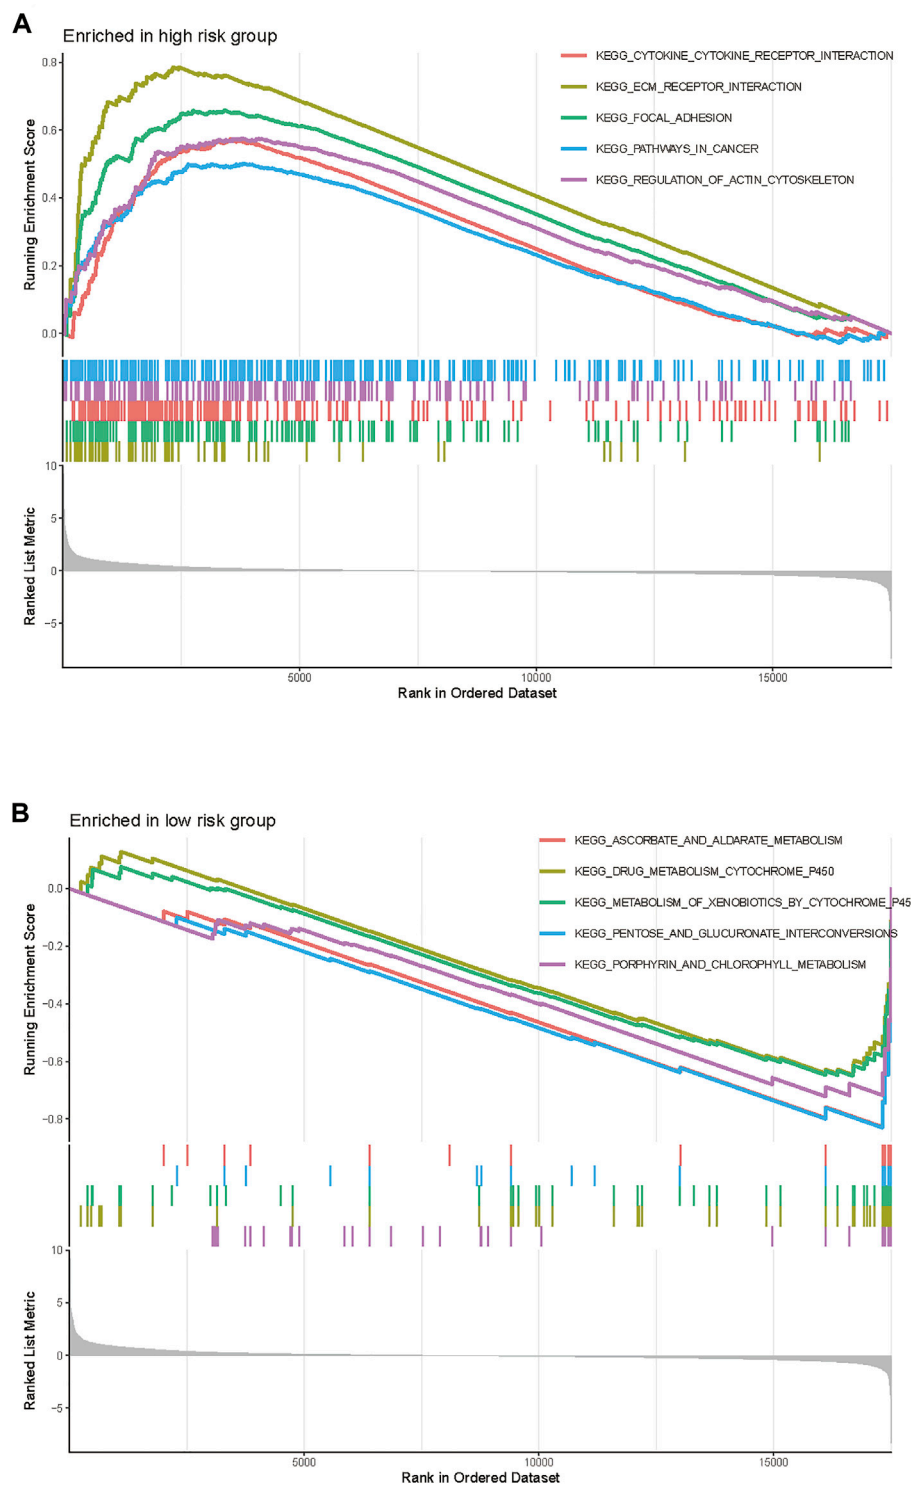 A
Enriched in high risk group
KEGG_CYTOKINE_CYTOKINE_RECEPTOR_INTERACTION
KEGG_ECM_RECEPTOR_INTERACTION
KEGG_FOCAL_ADHESION
KEGG_PATHWAYS_IN_CANCER
KEGG_REGULATION_OF_ACTIN_CYTOSKELETON
Running Enrichment Score
0.8
0.6
0.4
0.2
0.0
Ranked List Metric
10
5
0
−5
5000 10000 15000
Rank in Ordered Dataset
B
Enriched in low risk group
KEGG_ASCORBATE_AND_ALDARATE_METABOLISM
KEGG_DRUG_METABOLISM_CYTOCHROME_P450
KEGG_METABOLISM_OF_XENOBIOTICS_BY_CYTOCHROME_P45
KEGG_PENTOSE_AND_GLUCURONATE_INTERCONVERSIONS
KEGG_PORPHYRIN_AND_CHLOROPHYLL_METABOLISM
Running Enrichment Score
0.0
−0.2
−0.4
−0.6
−0.8
Ranked List Metric
10
5
0
−5
5000 10000 15000
Rank in Ordered Dataset